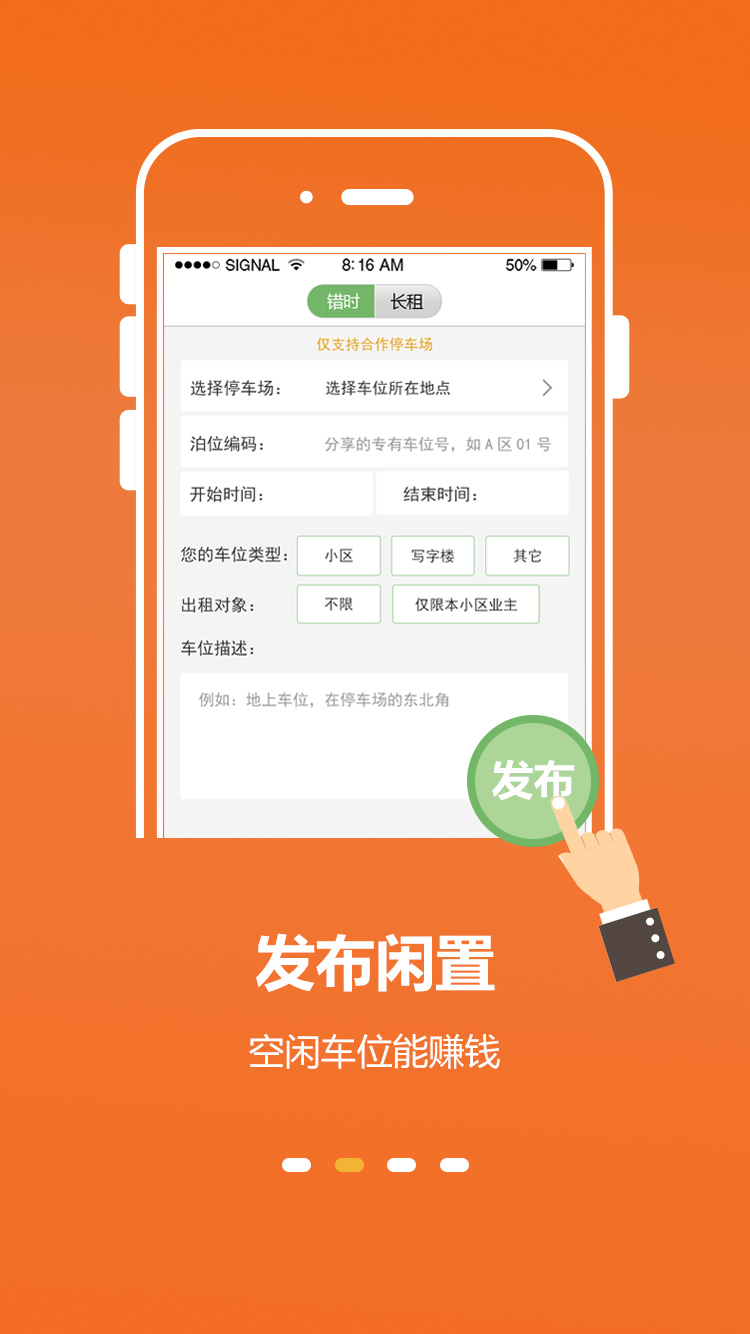 SIGNAL 8:16 AM 50%
错时 长租
仅支持合作停车场
选择停车场： 选择车位所在地点
泊位编码： 分享的专有车位号，如 A 区 01 号
开始时间： 结束时间：
您的车位类型： 小区 写字楼 其它
出租对象： 不限 仅限本小区业主
车位描述：
例如：地上车位，在停车场的东北角
发布
发布闲置
空闲车位能赚钱